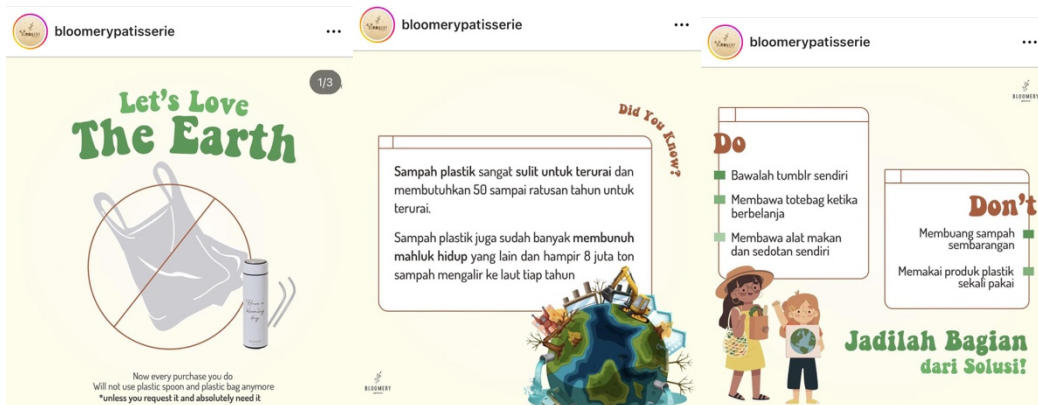 bloomerypatisserie
1/3
Let's Love
The Earth
Now every purchase you do
Will not use plastic spoon and plastic bag anymore
*unless you request it and absolutely need it
bloomerypatisserie
Did You Know?
Sampah plastik sangat sulit untuk terurai dan
membutuhkan 50 sampai ratusan tahun untuk
terurai.
Sampah plastik juga sudah banyak membunuh
mahluk hidup yang lain dan hampir 8 juta ton
sampah mengalir ke laut tiap tahun
BLOOMERY
bloomerypatisserie
BLOOMERY
Do
Bawalah tumblr sendiri
Membawa totebag ketika
berbelanja
Membawa alat makan
dan sedotan sendiri
Don't
Membuang sampah
sembarangan
Memakai produk plastik
sekali pakai
Jadilah Bagian
dari Solusi!